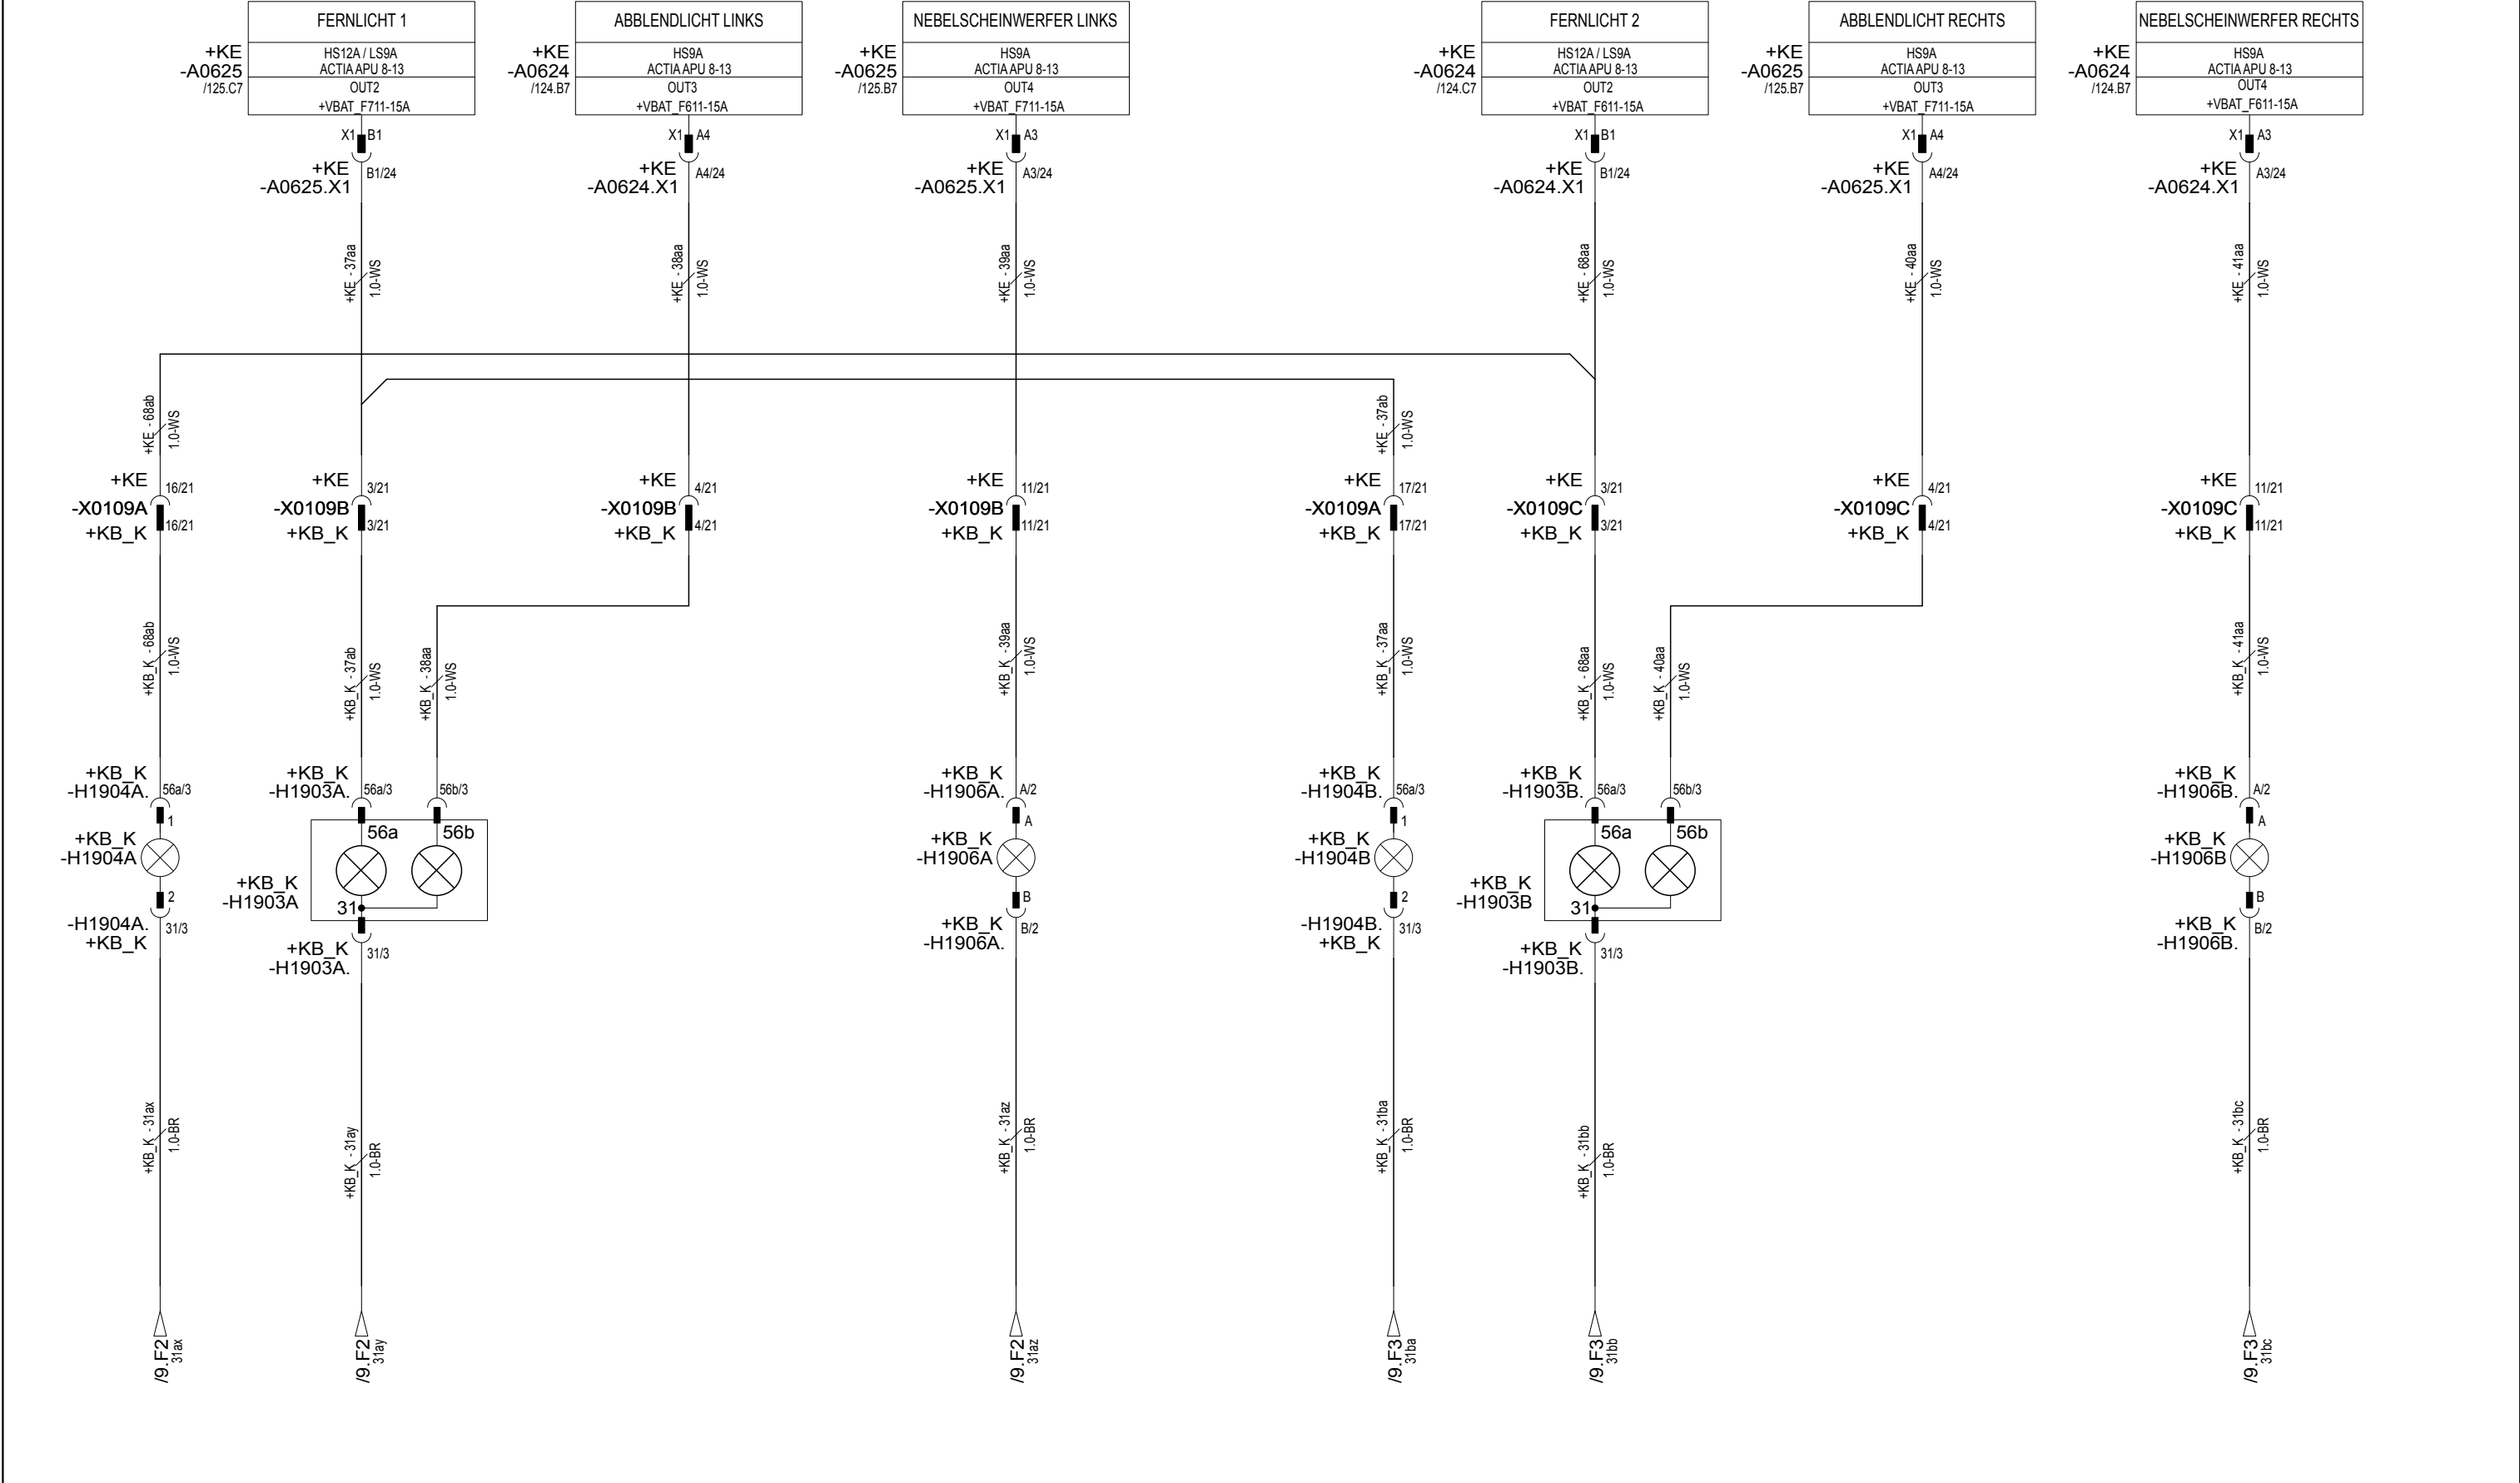 FERNLICHT 1
HS12A / LS9A
ACTIA APU 8-13
OUT2
+VBAT_F711-15A
+KE
-A0625
/125.C7
X1 B1
+KE
-A0625.X1
B1/24
ABBLENDLICHT LINKS
HS9A
ACTIA APU 8-13
OUT3
+VBAT_F611-15A
+KE
-A0624
/124.B7
X1 A4
+KE
-A0624.X1
A4/24
NEBELSCHEINWERFER LINKS
HS9A
ACTIA APU 8-13
OUT4
+VBAT_F711-15A
+KE
-A0625
/125.B7
X1 A3
+KE
-A0625.X1
A3/24
FERNLICHT 2
HS12A / LS9A
ACTIA APU 8-13
OUT2
+VBAT_F611-15A
+KE
-A0624
/124.C7
X1 B1
+KE
-A0624.X1
B1/24
ABBLENDLICHT RECHTS
HS9A
ACTIA APU 8-13
OUT3
+VBAT_F711-15A
+KE
-A0625
/125.B7
X1 A4
+KE
-A0625.X1
A4/24
NEBELSCHEINWERFER RECHTS
HS9A
ACTIA APU 8-13
OUT4
+VBAT_F611-15A
+KE
-A0624
/124.B7
X1 A3
+KE
-A0624.X1
A3/24
+KE - 37aa
1.0-WS
+KE - 38aa
1.0-WS
+KE - 39aa
1.0-WS
+KE - 68aa
1.0-WS
+KE - 40aa
1.0-WS
+KE - 41aa
1.0-WS
+KE - 68ab
1.0-WS
+KE - 37ab
1.0-WS
+KE
16/21
-X0109A
16/21
+KB_K
+KE
3/21
-X0109B
3/21
+KB_K
+KE
4/21
-X0109B
4/21
+KB_K
+KE
11/21
-X0109B
11/21
+KB_K
+KE
17/21
-X0109A
17/21
+KB_K
+KE
3/21
-X0109C
3/21
+KB_K
+KE
4/21
-X0109C
4/21
+KB_K
+KE
11/21
-X0109C
11/21
+KB_K
+KB_K - 68ab
1.0-WS
+KB_K - 37ab
1.0-WS
+KB_K - 38aa
1.0-WS
+KB_K - 39aa
1.0-WS
+KB_K - 37aa
1.0-WS
+KB_K - 68aa
1.0-WS
+KB_K - 40aa
1.0-WS
+KB_K - 41aa
1.0-WS
+KB_K
-H1904A.
56a/3
1
+KB_K
-H1904A
2
-H1904A.
31/3
+KB_K
+KB_K
-H1903A.
56a/3
56b/3
56a
56b
+KB_K
-H1903A
31
+KB_K
-H1903A.
31/3
+KB_K
-H1906A.
A/2
A
+KB_K
-H1906A
B
+KB_K
-H1906A.
B/2
+KB_K
-H1904B.
56a/3
1
+KB_K
-H1904B
2
-H1904B.
31/3
+KB_K
+KB_K
-H1903B.
56a/3
56b/3
56a
56b
+KB_K
-H1903B
31
+KB_K
-H1903B.
31/3
+KB_K
-H1906B.
A/2
A
+KB_K
-H1906B
B
+KB_K
-H1906B.
B/2
+KB_K - 31ax
1.0-BR
+KB_K - 31ay
1.0-BR
+KB_K - 31az
1.0-BR
+KB_K - 31ba
1.0-BR
+KB_K - 31bb
1.0-BR
+KB_K - 31bc
1.0-BR
/9.F2
31ax
/9.F2
31ay
/9.F2
31az
/9.F3
31ba
/9.F3
31bb
/9.F3
31bc